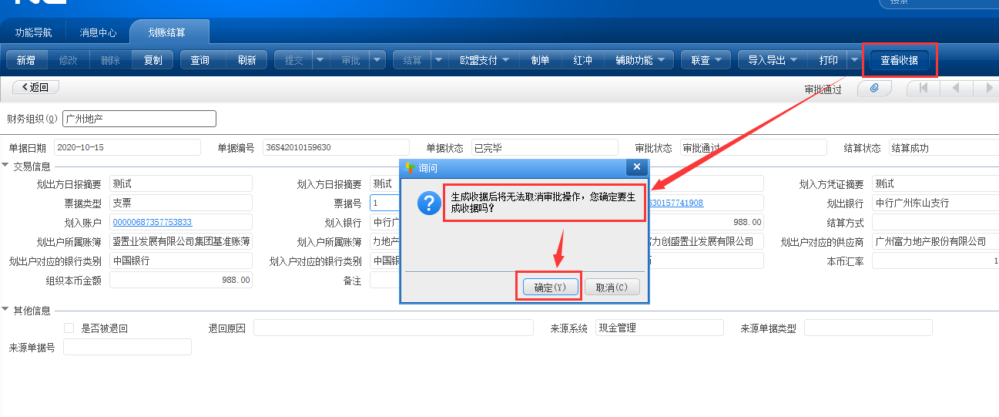 搜索
功能导航 消息中心 划账结算
新增 修改 删除 复制 查询 刷新 提交 审批 结算 欧盟支付 制单 红冲 辅助功能 联查 导入导出 打印 查看收据
返回 审批通过
财务组织(O) 广州地产
单据日期 2020-10-15 单据编号 36S42010159630 单据状态 已完毕 审批状态 审批通过 结算状态 结算成功
交易信息
划出方日报摘要 测试 划入方日报摘要 测试 划入方凭证摘要 测试
票据类型 支票 票据号 1 630157741908 划出银行 中行广州东山支行
划入账户 00000687357753833 划入银行 中行广 988.00 结算方式
划出户所属账簿 盛置业发展有限公司集团基准账簿 划入户所属账簿 力地产 富力创盛置业发展有限公司 划出户对应的供应商 广州富力地产股份有限公司
划出户对应的银行类别 中国银行 划入户对应的银行类别 中国银 本币汇率 1
组织本币金额 988.00 备注
询问
生成收据后将无法取消审批操作，您确定要生
成收据吗？
确定(Y) 取消(C)
其他信息
是否被退回 退回原因 来源系统 现金管理 来源单据类型
来源单据号